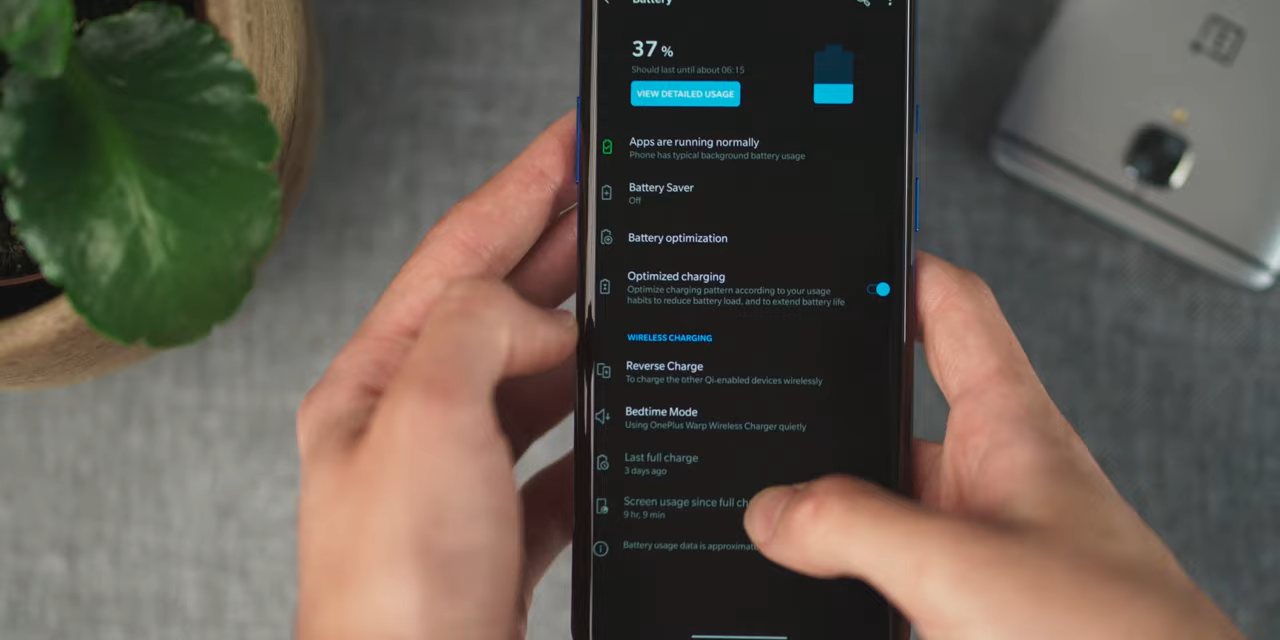 Battery
37 %
Should last until about 06:15
VIEW DETAILED USAGE
Apps are running normally
Phone has typical background battery usage
Battery Saver
Off
Battery optimization
Optimized charging
Optimize charging pattern according to your usage
habits to reduce battery load, and to extend battery life
WIRELESS CHARGING
Reverse Charge
To charge the other Qi-enabled devices wirelessly
Bedtime Mode
Using OnePlus Warp Wireless Charger quietly
Last full charge
3 days ago
Screen usage since full
9 hr, 9 min
Battery usage data is